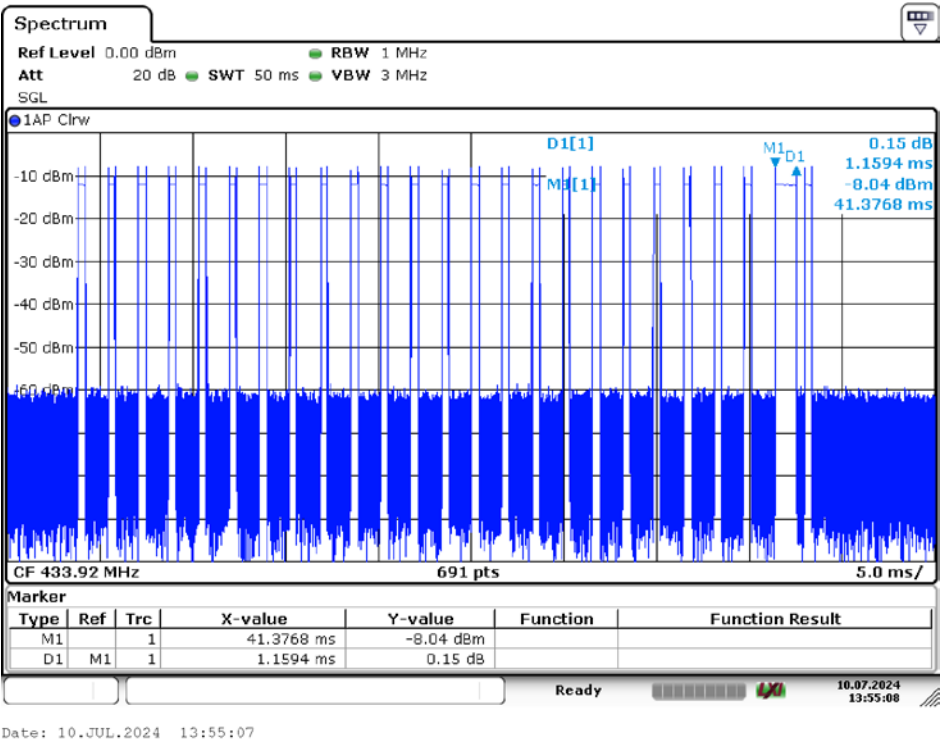 Spectrum
Ref Level 0.00 dBm RBW 1 MHz
Att 20 dB SWT 50 ms VBW 3 MHz
SGL
1AP Clrw
D1[1] 0.15 dB
1.1594 ms
M1[1] -8.04 dBm
41.3768 ms
M1
D1
-10 dBm
-20 dBm
-30 dBm
-40 dBm
-50 dBm
-60 dBm
CF 433.92 MHz 691 pts 5.0 ms/
Marker
Type Ref Trc X-value Y-value Function Function Result
M1 1 41.3768 ms -8.04 dBm
D1 M1 1 1.1594 ms 0.15 dB
Ready LXI 10.07.2024
13:55:08
Date: 10.JUL.2024 13:55:07